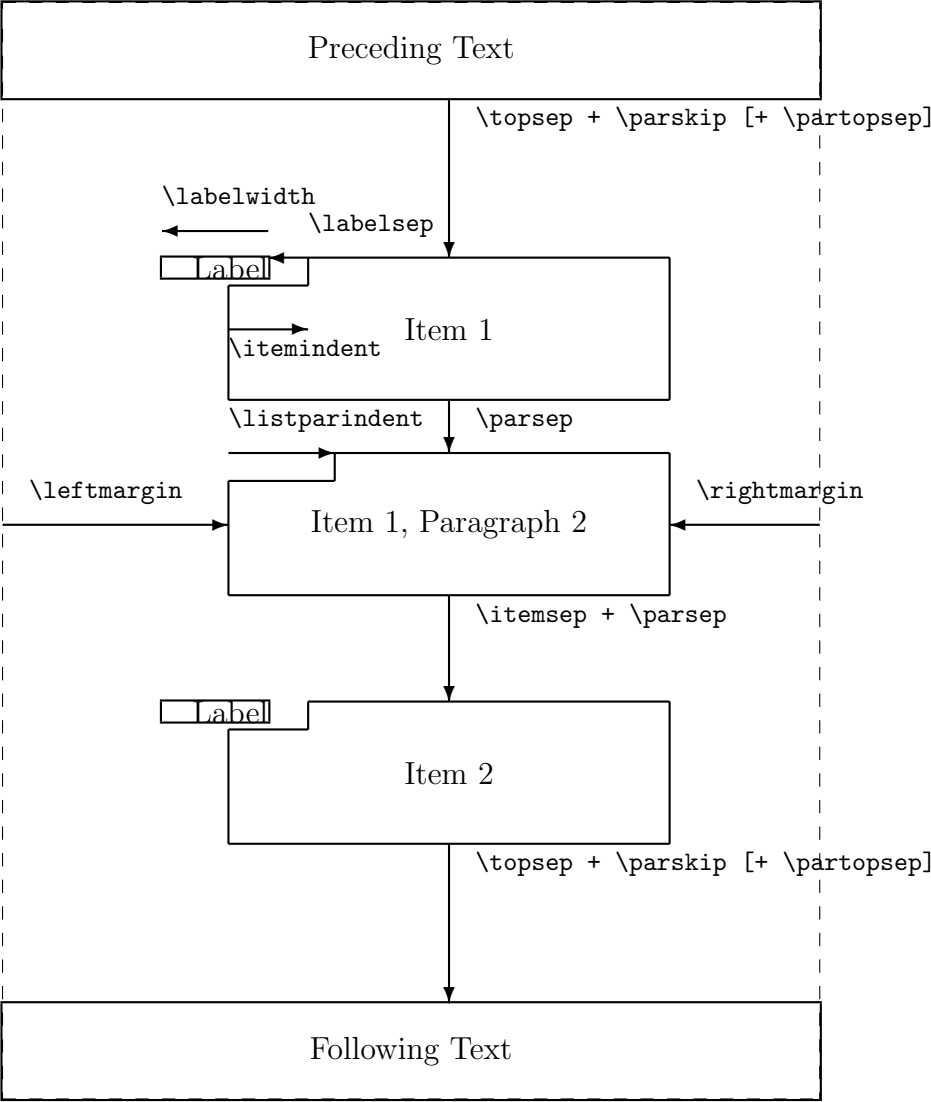 Preceding Text
\topsep + \parskip [+ \partopsep]
\labelwidth
\labelsep
Label
Item 1
\itemindent
\listparindent
\parsep
\leftmargin
\rightmargin
Item 1, Paragraph 2
\itemsep + \parsep
Label
Item 2
\topsep + \parskip [+ \partopsep]
Following Text